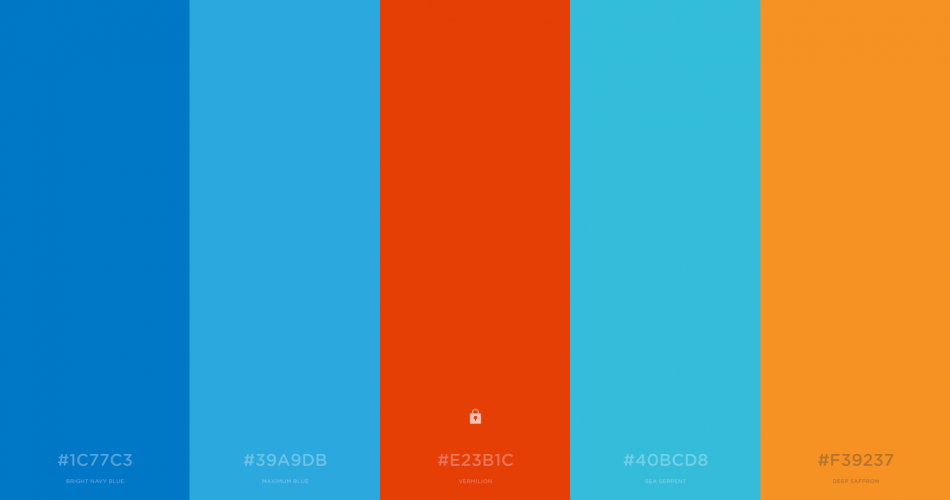 #1C77C3
BRIGHT NAVY BLUE
#39A9DB
MAXIMUM BLUE
#E23B1C
VERMILION
#40BCD8
SEA SERPENT
#F39237
DEEP SAFFRON